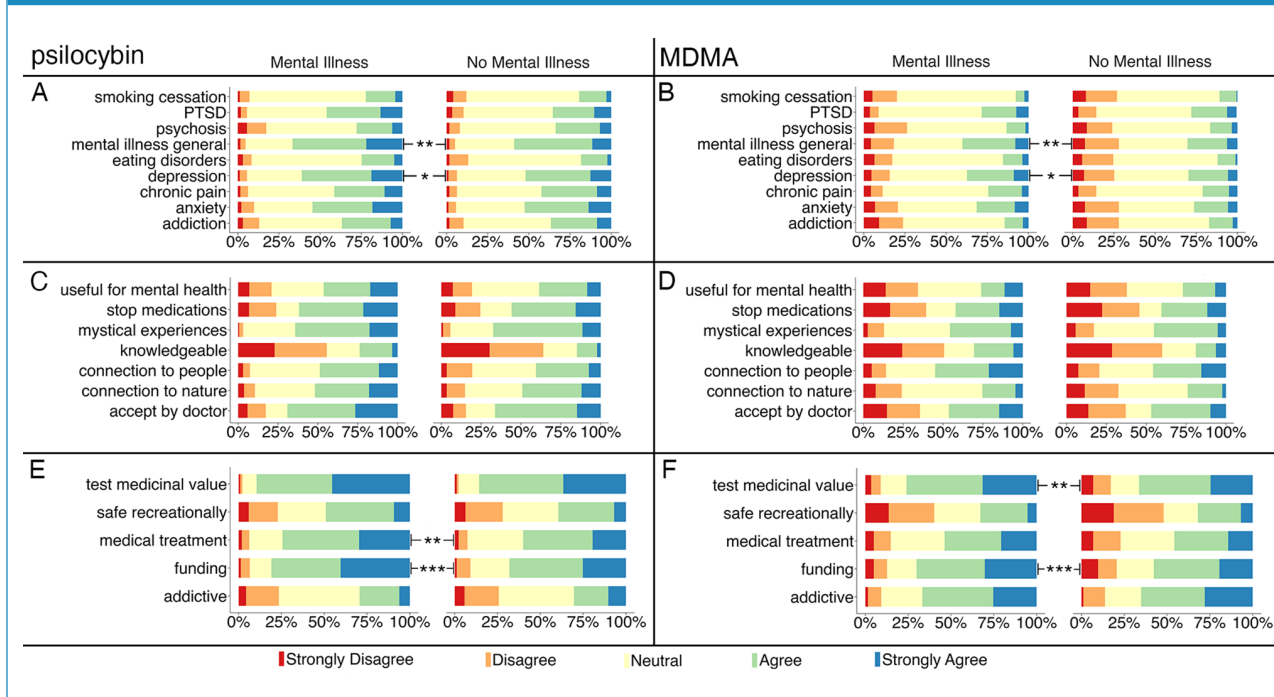 psilocybin
Mental Illness No Mental Illness
MDMA
Mental Illness No Mental Illness
A
smoking cessation
PTSD
psychosis
mental illness general **
eating disorders
depression *
chronic pain
anxiety
addiction
0% 25% 50% 75% 100% 0% 25% 50% 75% 100%
B
smoking cessation
PTSD
psychosis
mental illness general **
eating disorders
depression *
chronic pain
anxiety
addiction
0% 25% 50% 75% 100% 0% 25% 50% 75% 100%
C
useful for mental health
stop medications
mystical experiences
knowledgeable
connection to people
connection to nature
accept by doctor
0% 25% 50% 75% 100% 0% 25% 50% 75% 100%
D
useful for mental health
stop medications
mystical experiences
knowledgeable
connection to people
connection to nature
accept by doctor
0% 25% 50% 75% 100% 0% 25% 50% 75% 100%
E
test medicinal value
safe recreationally
medical treatment **
funding ***
addictive
0% 25% 50% 75% 100% 0% 25% 50% 75% 100%
F
test medicinal value **
safe recreationally
medical treatment
funding ***
addictive
0% 25% 50% 75% 100% 0% 25% 50% 75% 100%
Strongly Disagree Disagree Neutral Agree Strongly Agree